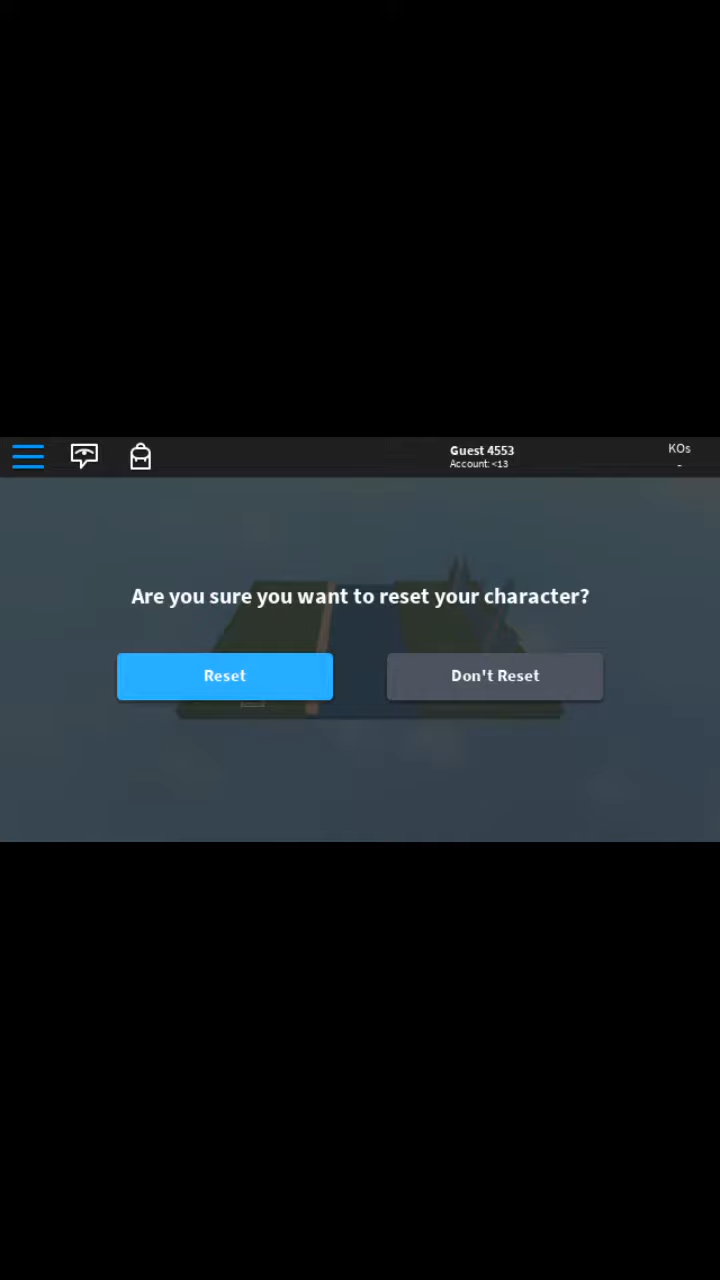 Guest 4553
Account: <13
KOs
-
Are you sure you want to reset your character?
Reset
Don't Reset